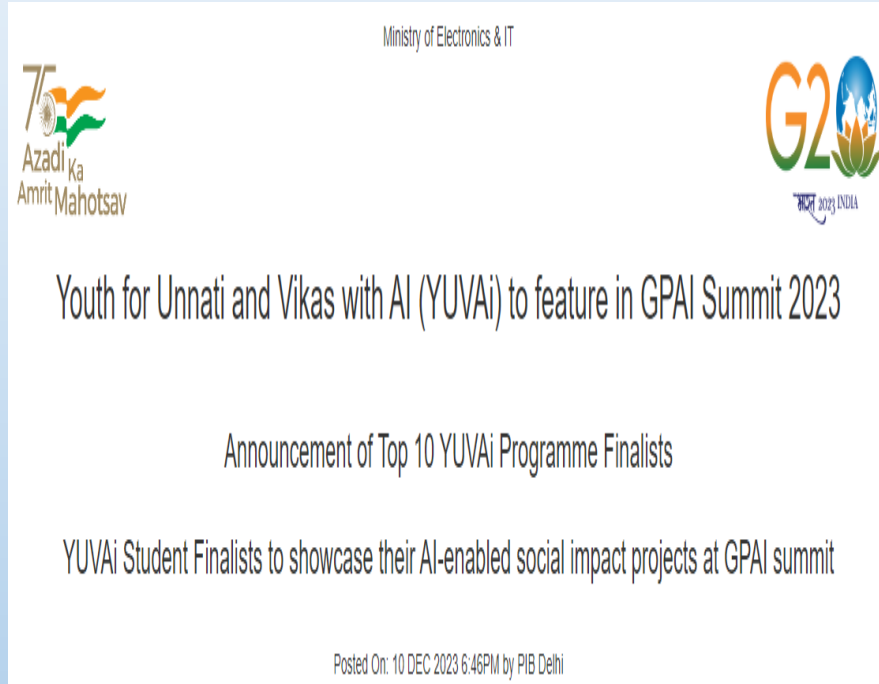 Ministry of Electronics & IT
75
Azadi Ka
Amrit Mahotsav
G20
भारत 2023 INDIA
Youth for Unnati and Vikas with AI (YUVAi) to feature in GPAI Summit 2023
Announcement of Top 10 YUVAi Programme Finalists
YUVAi Student Finalists to showcase their AI-enabled social impact projects at GPAI summit
Posted On: 10 DEC 2023 6:46PM by PIB Delhi